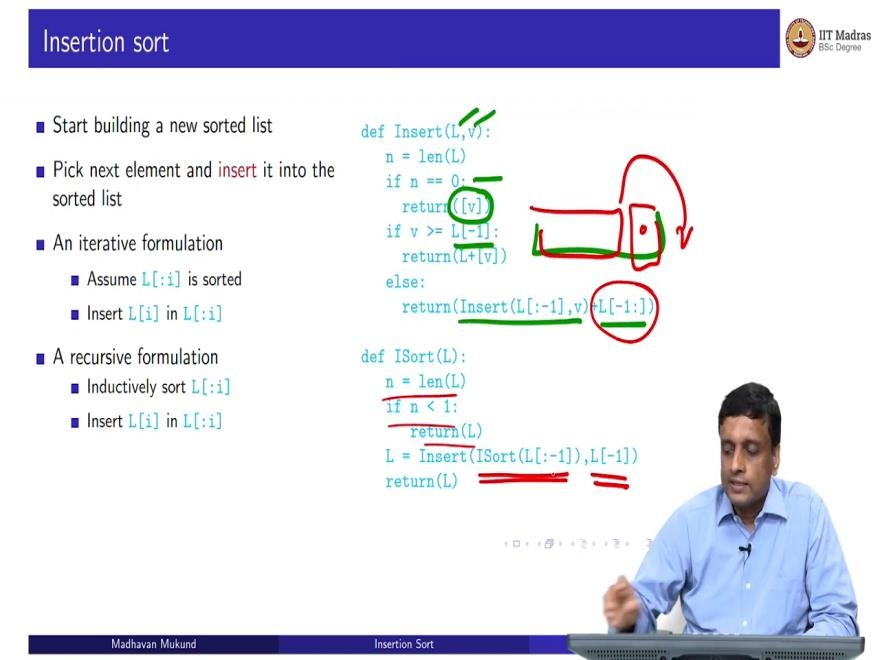 Insertion sort
IIT Madras
BSc Degree
Start building a new sorted list
Pick next element and insert it into the
sorted list
An iterative formulation
Assume L[:i] is sorted
Insert L[i] in L[:i]
A recursive formulation
Inductively sort L[:i]
Insert L[i] in L[:i]
def Insert(L,v):
n = len(L)
if n == 0:
return([v])
if v >= L[-1]:
return(L+[v])
else:
return(Insert(L[:-1],v)+L[-1:])
def ISort(L):
n = len(L)
if n < 1:
return(L)
L = Insert(ISort(L[:-1]),L[-1])
return(L)
Madhavan Mukund
Insertion Sort